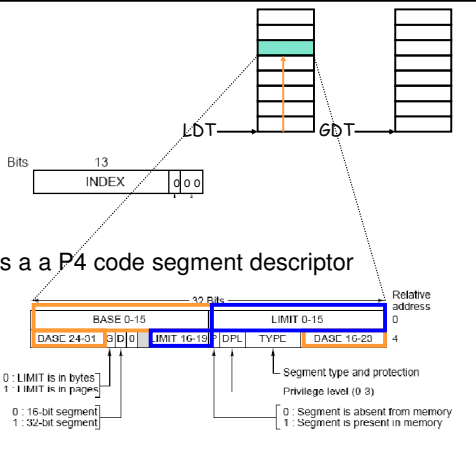 LDT GDT
Bits 13
INDEX 0 0 0
s a a P4 code segment descriptor
32 Bits
Relative address
BASE 0-15 LIMIT 0-15 0
BASE 24-31 G D 0 LIMIT 16-19 P DPL TYPE BASE 16-23 4
0 : LIMIT is in bytes
1 : LIMIT is in pages
0 : 16-bit segment
1 : 32-bit segment
Segment type and protection
Privilege level (0-3)
0 : Segment is absent from memory
1 : Segment is present in memory